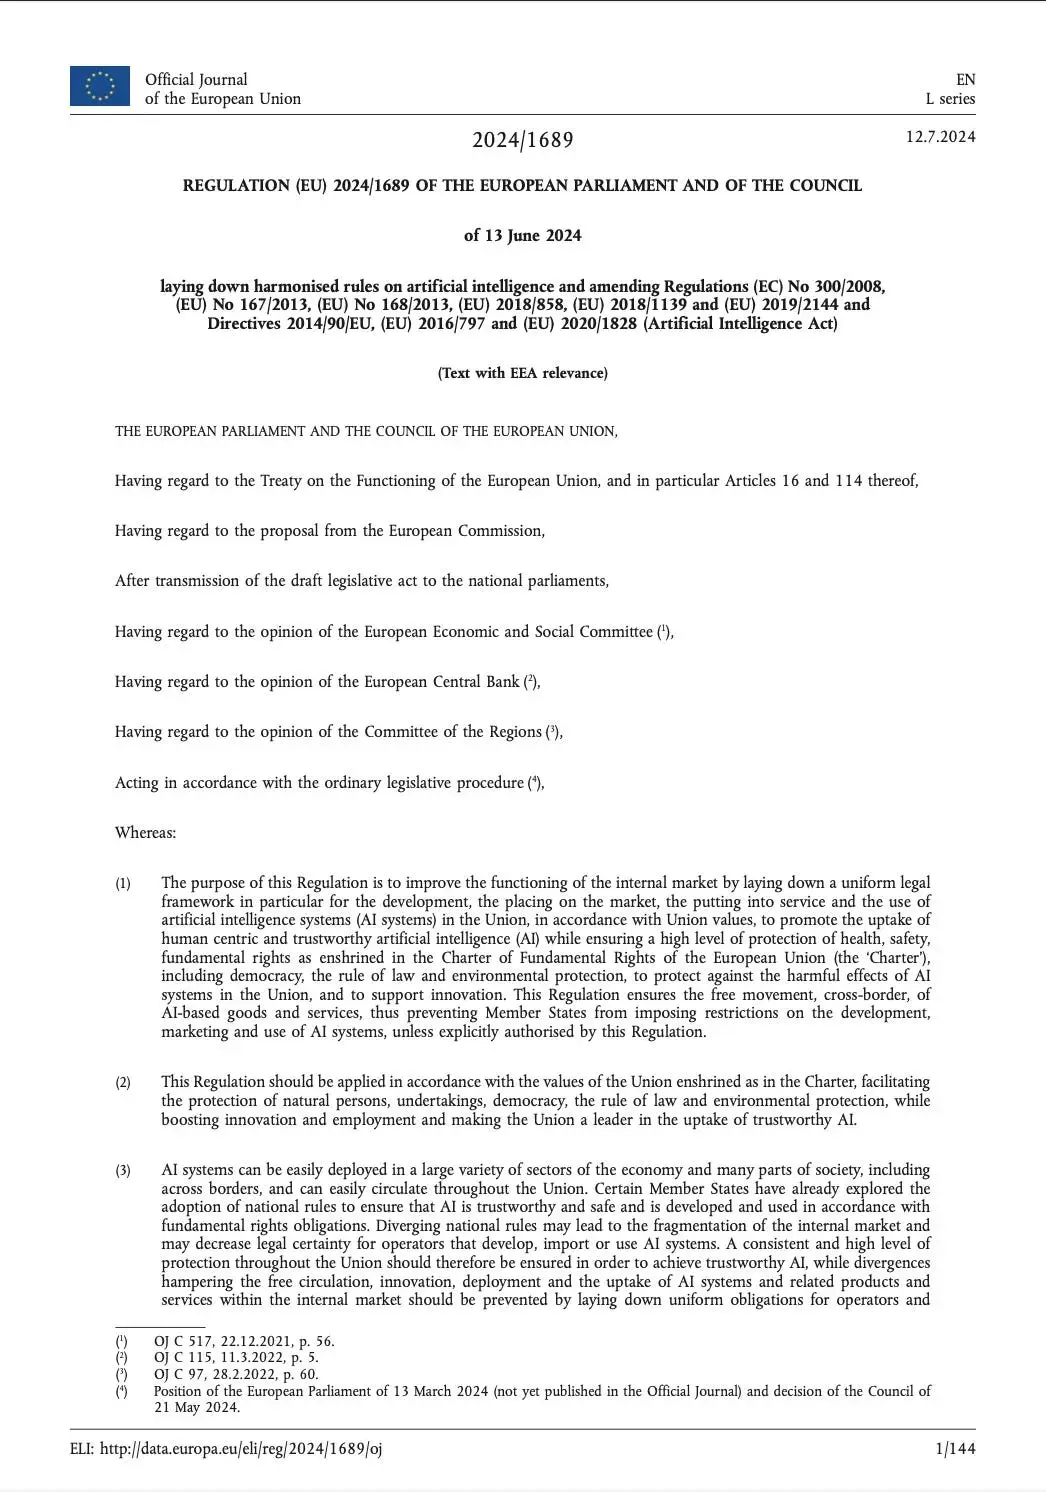 Official Journal
of the European Union
EN
L series
2024/1689
12.7.2024
REGULATION (EU) 2024/1689 OF THE EUROPEAN PARLIAMENT AND OF THE COUNCIL
of 13 June 2024
laying down harmonised rules on artificial intelligence and amending Regulations (EC) No 300/2008,
(EU) No 167/2013, (EU) No 168/2013, (EU) 2018/858, (EU) 2018/1139 and (EU) 2019/2144 and
Directives 2014/90/EU, (EU) 2016/797 and (EU) 2020/1828 (Artificial Intelligence Act)
(Text with EEA relevance)
THE EUROPEAN PARLIAMENT AND THE COUNCIL OF THE EUROPEAN UNION,
Having regard to the Treaty on the Functioning of the European Union, and in particular Articles 16 and 114 thereof,
Having regard to the proposal from the European Commission,
After transmission of the draft legislative act to the national parliaments,
Having regard to the opinion of the European Economic and Social Committee (1),
Having regard to the opinion of the European Central Bank (2),
Having regard to the opinion of the Committee of the Regions (3),
Acting in accordance with the ordinary legislative procedure (4),
Whereas:
(1) The purpose of this Regulation is to improve the functioning of the internal market by laying down a uniform legal
framework in particular for the development, the placing on the market, the putting into service and the use of
artificial intelligence systems (AI systems) in the Union, in accordance with Union values, to promote the uptake of
human centric and trustworthy artificial intelligence (AI) while ensuring a high level of protection of health, safety,
fundamental rights as enshrined in the Charter of Fundamental Rights of the European Union (the ‘Charter’),
including democracy, the rule of law and environmental protection, to protect against the harmful effects of AI
systems in the Union, and to support innovation. This Regulation ensures the free movement, cross-border, of
AI-based goods and services, thus preventing Member States from imposing restrictions on the development,
marketing and use of AI systems, unless explicitly authorised by this Regulation.
(2) This Regulation should be applied in accordance with the values of the Union enshrined as in the Charter, facilitating
the protection of natural persons, undertakings, democracy, the rule of law and environmental protection, while
boosting innovation and employment and making the Union a leader in the uptake of trustworthy AI.
(3) AI systems can be easily deployed in a large variety of sectors of the economy and many parts of society, including
across borders, and can easily circulate throughout the Union. Certain Member States have already explored the
adoption of national rules to ensure that AI is trustworthy and safe and is developed and used in accordance with
fundamental rights obligations. Diverging national rules may lead to the fragmentation of the internal market and
may decrease legal certainty for operators that develop, import or use AI systems. A consistent and high level of
protection throughout the Union should therefore be ensured in order to achieve trustworthy AI, while divergences
hampering the free circulation, innovation, deployment and the uptake of AI systems and related products and
services within the internal market should be prevented by laying down uniform obligations for operators and
(1) OJ C 517, 22.12.2021, p. 56.
(2) OJ C 115, 11.3.2022, p. 5.
(3) OJ C 97, 28.2.2022, p. 60.
(4) Position of the European Parliament of 13 March 2024 (not yet published in the Official Journal) and decision of the Council of
21 May 2024.
ELI: http://data.europa.eu/eli/reg/2024/1689/oj
1/144